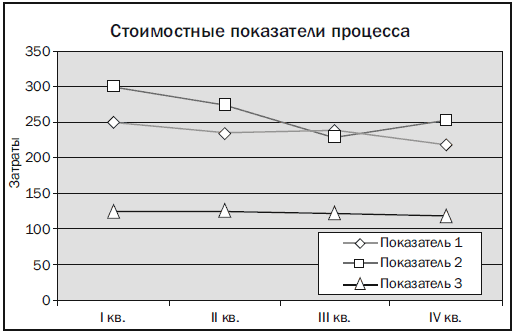 Стоимостные показатели процесса
Затраты
350
300
250
200
150
100
50
0
I кв.
II кв.
III кв.
IV кв.
Показатель 1
Показатель 2
Показатель 3